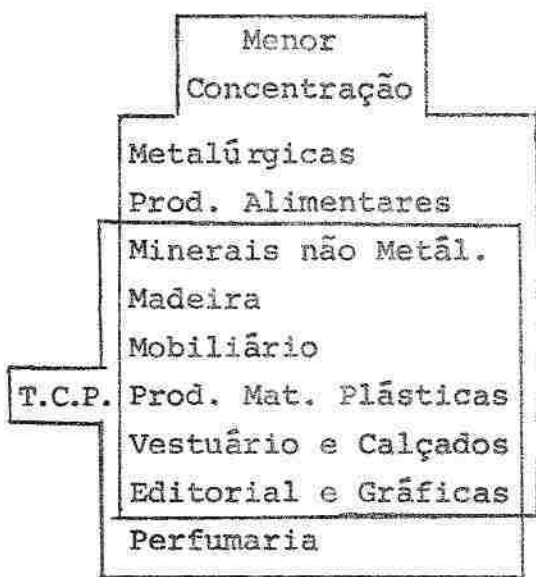 Menor
Concentração
Metalúrgicas
Prod. Alimentares
Minerais não Metál.
Madeira
Mobiliário
T.C.P. Prod. Mat. Plásticas
Vestuário e Calçados
Editorial e Gráficas
Perfumaria